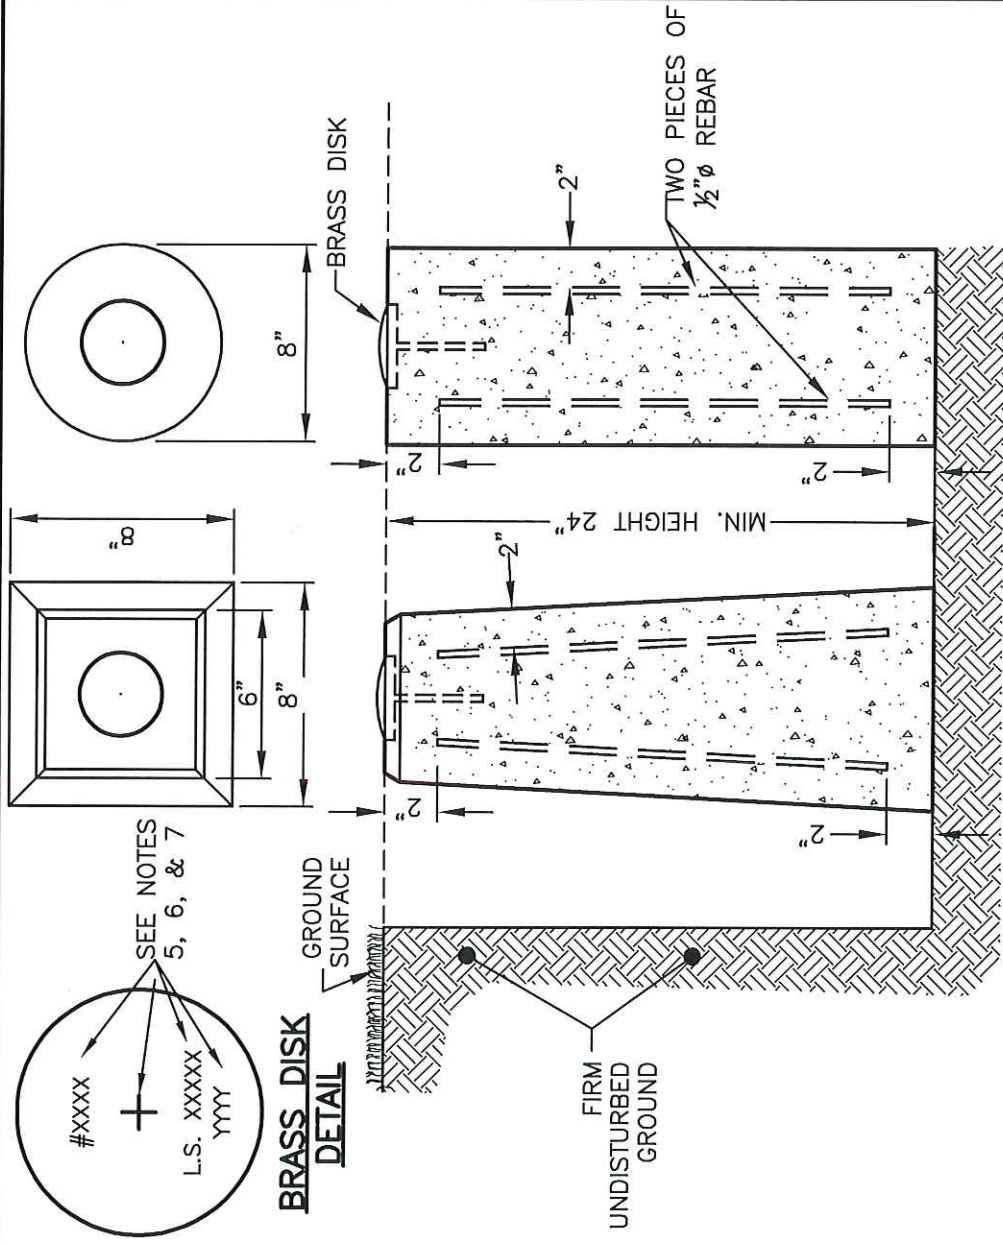 #XXXX
L.S. XXXXX
YYYY
SEE NOTES
5, 6, & 7
BRASS DISK
DETAIL
8"
6"
8"
8"
GROUND
SURFACE
BRASS DISK
2"
2"
2"
2"
MIN. HEIGHT 24"
2"
2"
TWO PIECES OF
½"ø REBAR
FIRM
UNDISTURBED
GROUND